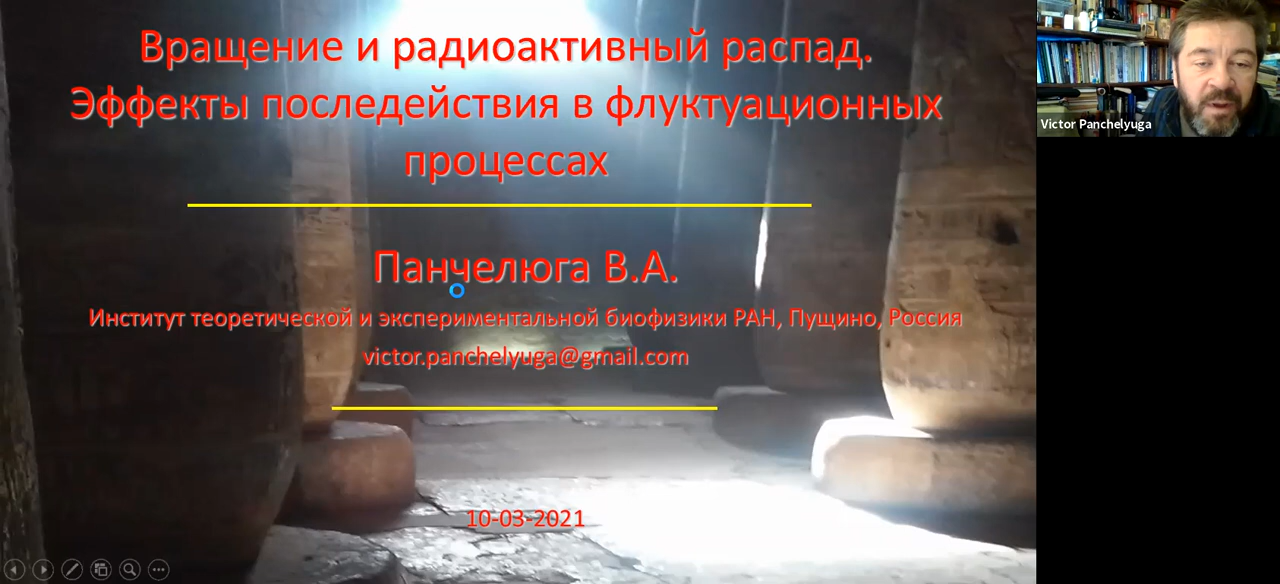 Вращение и радиоактивный распад.
Эффекты последействия в флуктуационных
процессах
Панчелюга В.А.
Институт теоретической и экспериментальной биофизики РАН, Пущино, Россия
victor.panchelyuga@gmail.com
10-03-2021
Victor Panchelyuga